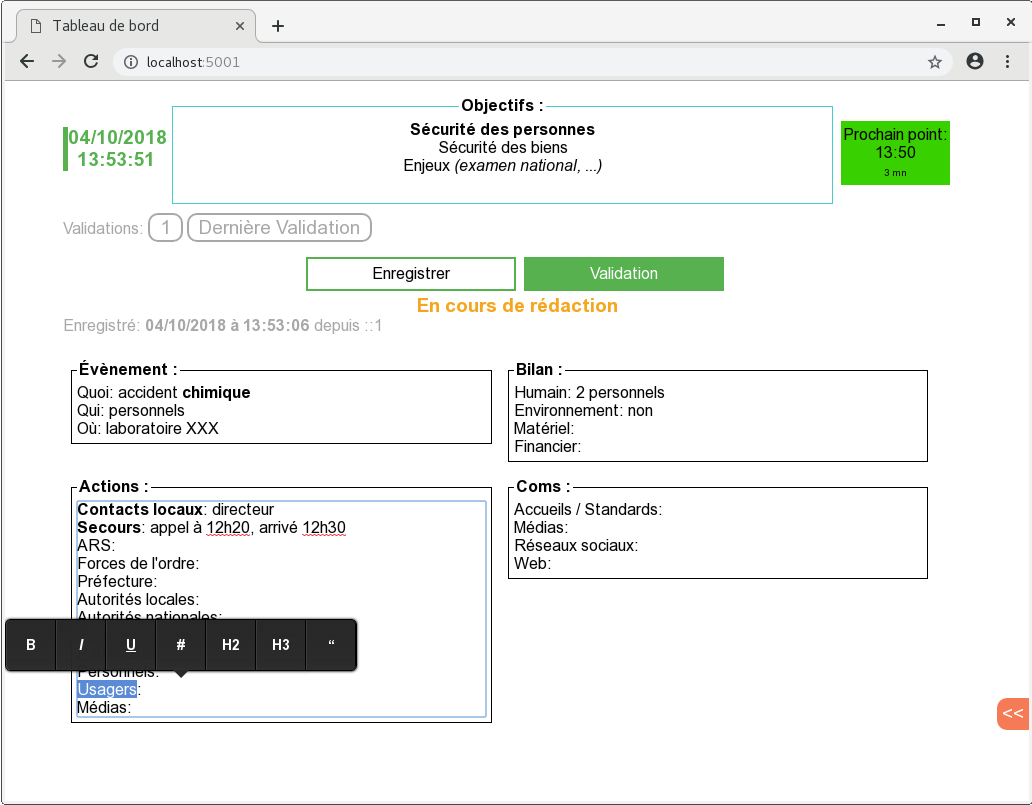 Tableau de bord
localhost:5001
Objectifs :
04/10/2018
13:53:51
Sécurité des personnes
Sécurité des biens
Enjeux (examen national, ...)
Prochain point:
13:50
3 mn
Validations: 1 Dernière Validation
Enregistrer Validation
En cours de rédaction
Enregistré: 04/10/2018 à 13:53:06 depuis ::1
Évènement :
Quoi: accident chimique
Qui: personnels
Où: laboratoire XXX
Bilan :
Humain: 2 personnels
Environnement: non
Matériel:
Financier:
Actions :
Contacts locaux: directeur
Secours: appel à 12h20, arrivé 12h30
ARS:
Forces de l'ordre:
Préfecture:
Autorités locales:
Autorités nationales:
B I U # H2 H3 “
Personnels:
Usagers:
Médias:
Coms :
Accueils / Standards:
Médias:
Réseaux sociaux:
Web:
<<